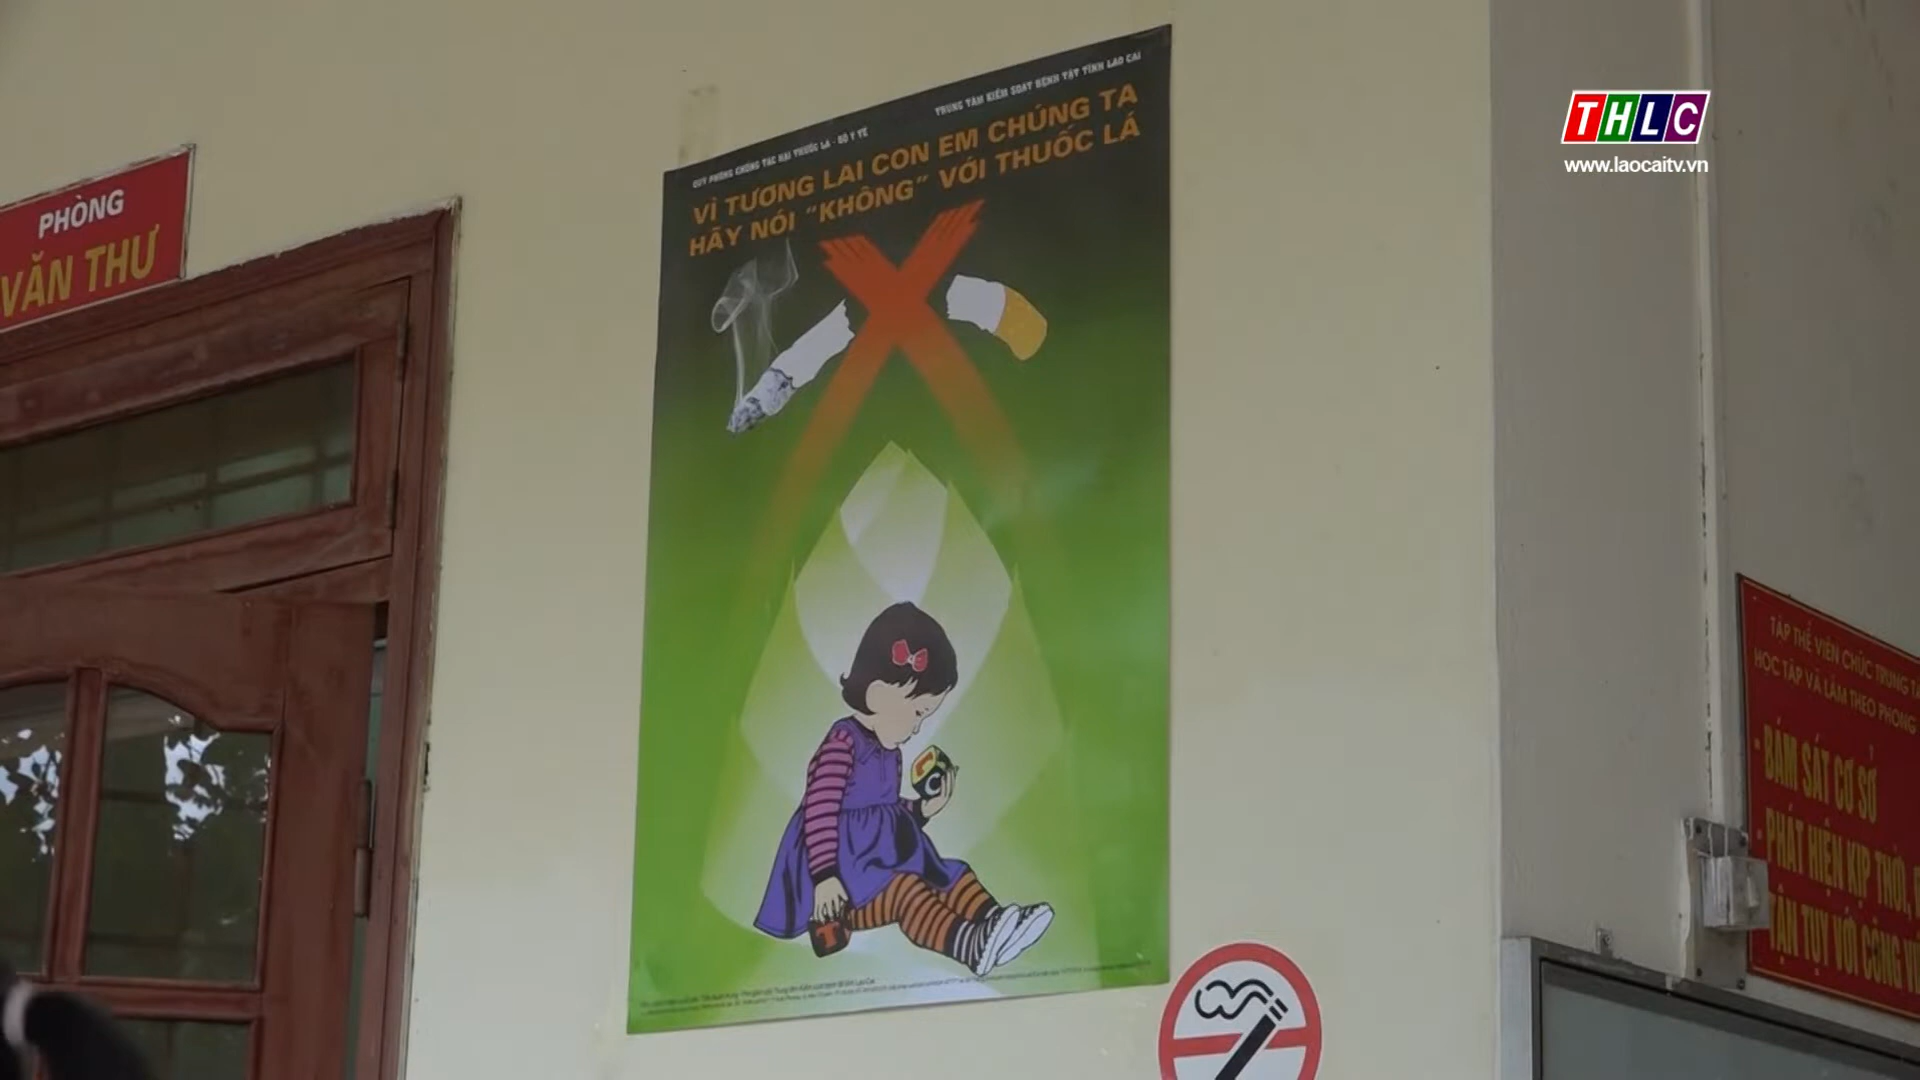 PHÒNG
VĂN THƯ
QUỸ PHÒNG CHỐNG TÁC HẠI THUỐC LÁ - BỘ Y TẾ
TRUNG TÂM KIỂM SOÁT BỆNH TẬT TỈNH LÀO CAI
VÌ TƯƠNG LAI CON EM CHÚNG TA
HÃY NÓI "KHÔNG" VỚI THUỐC LÁ
C
T
THLC
www.laocaitv.vn
TẬP THỂ VIÊN CHỨC TRUNG
HỌC TẬP VÀ LÀM THEO PHONG
- BÁM SÁT CƠ SỞ
- PHÁT HIỆN KỊP THỜI,
- TẬN TỤY VỚI CÔNG